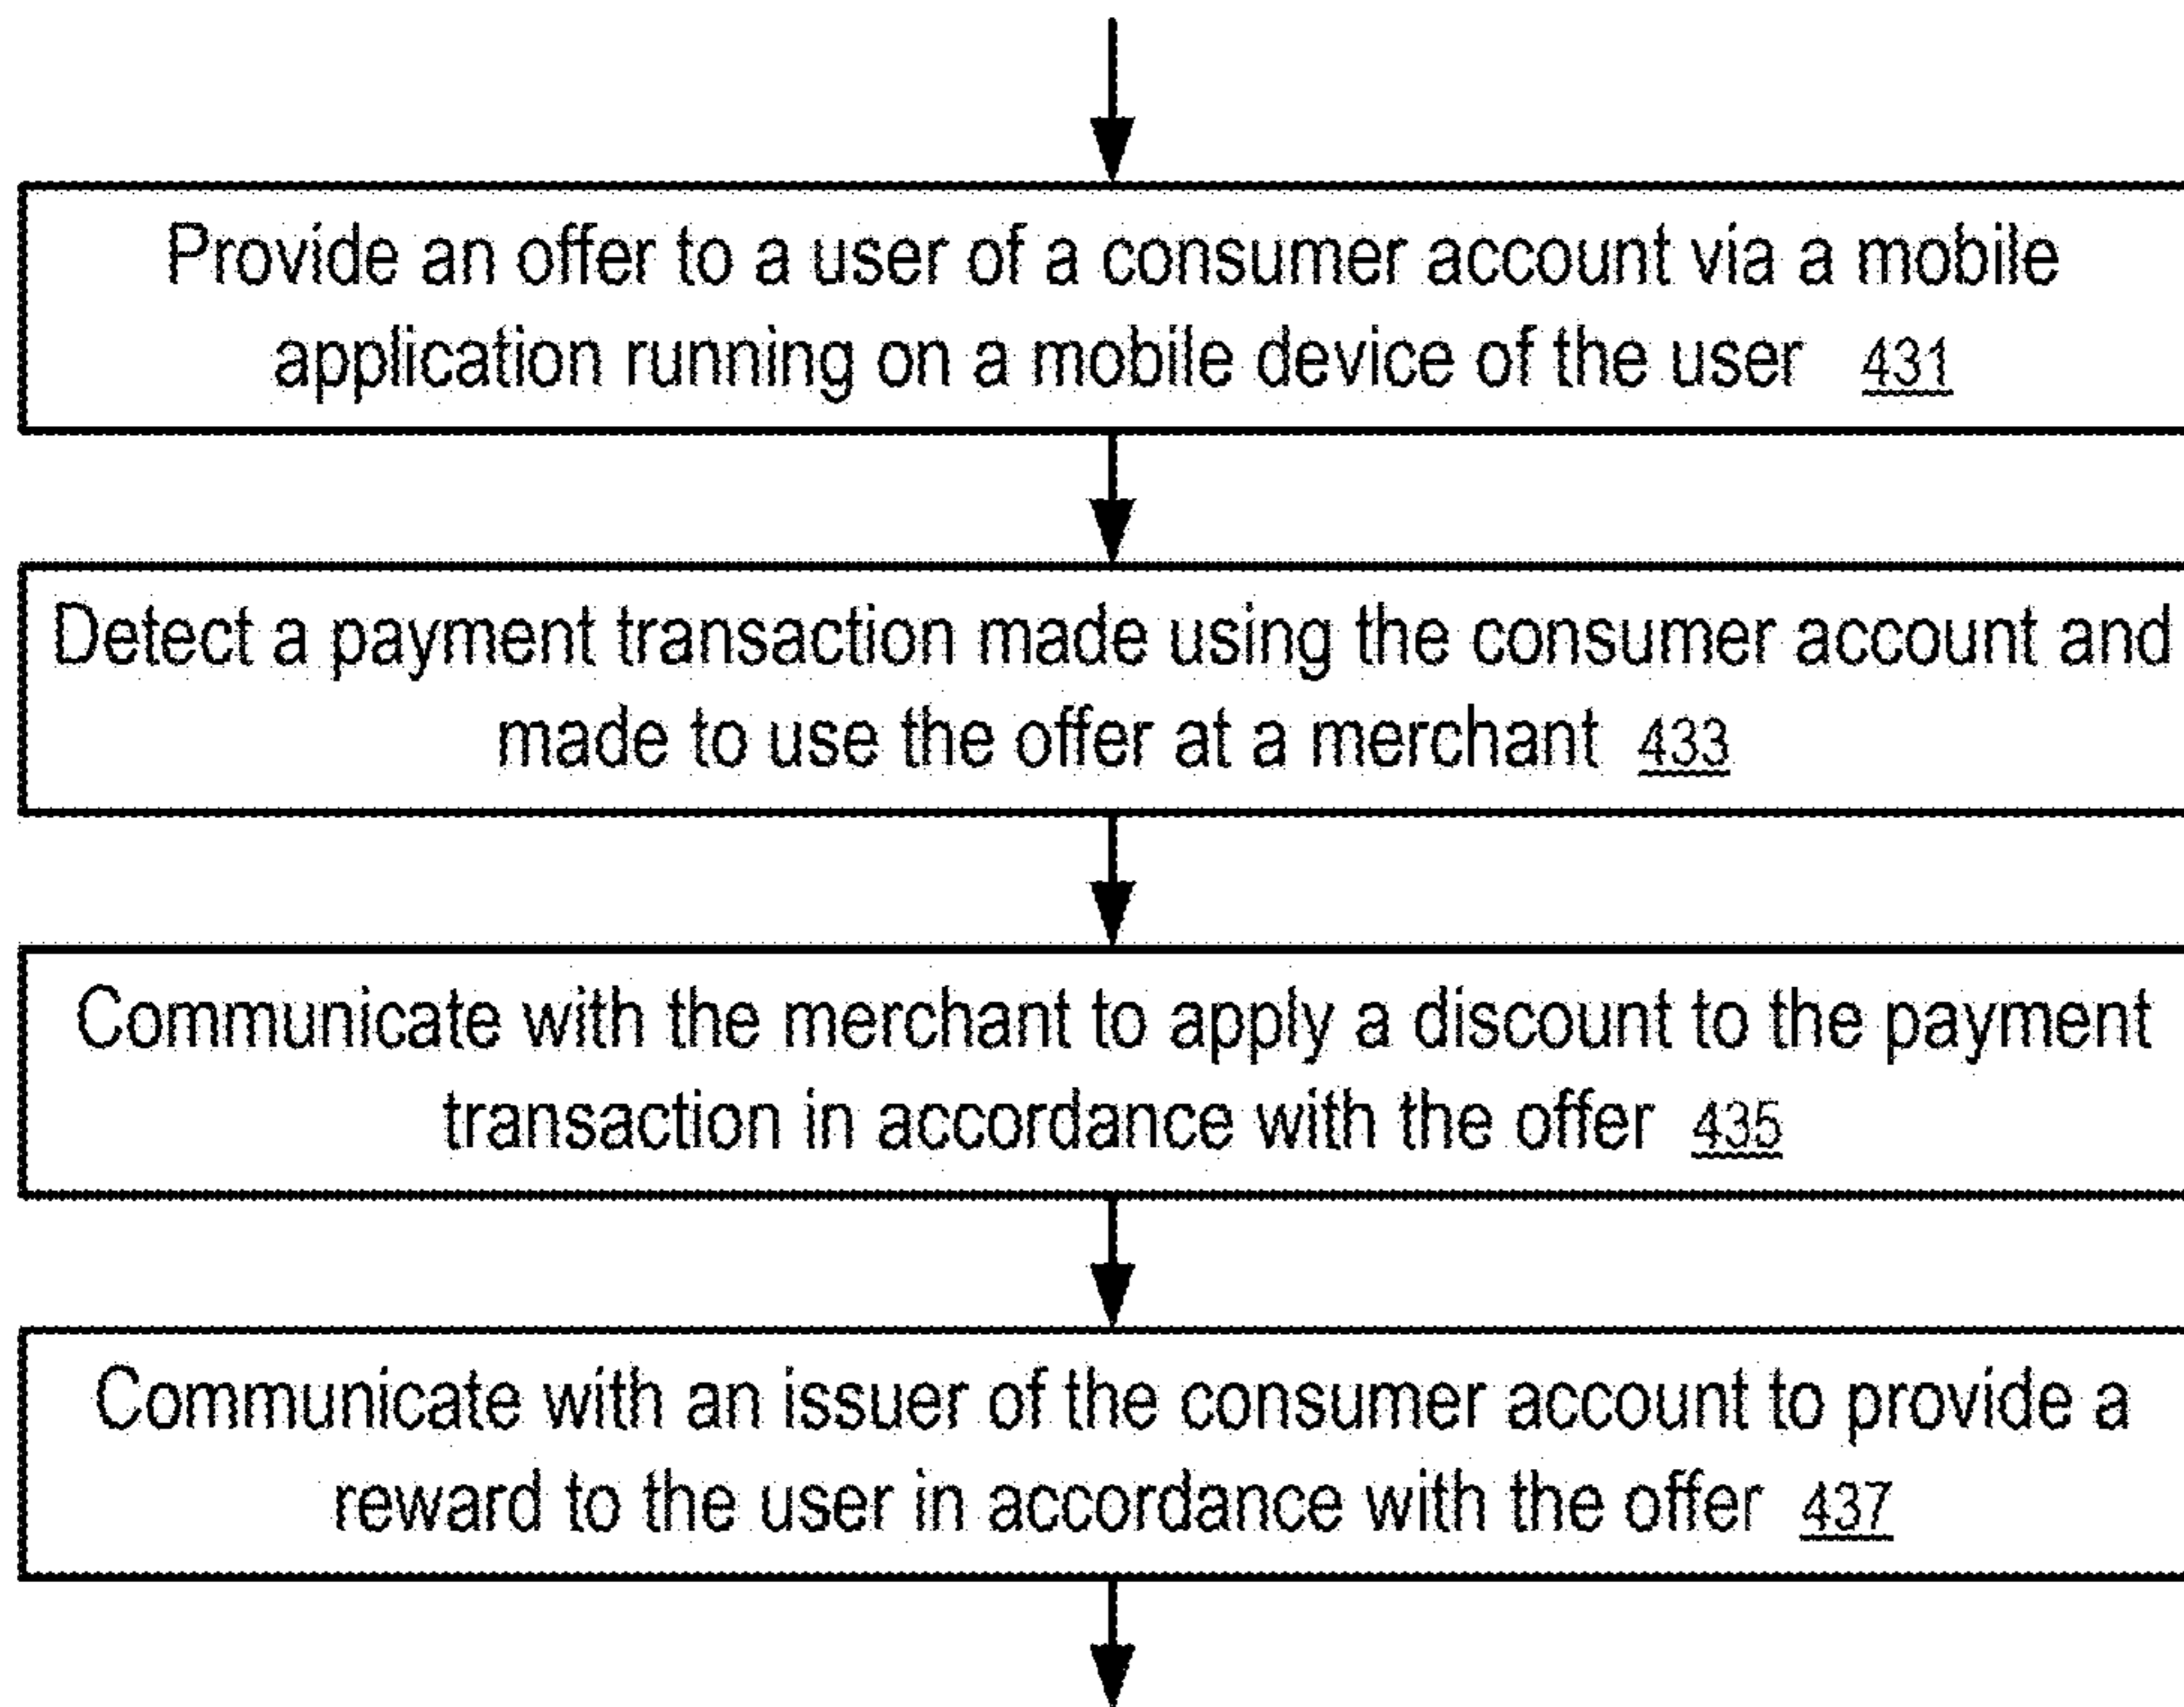 Provide an offer to a user of a consumer account via a mobile
application running on a mobile device of the user 431
Detect a payment transaction made using the consumer account and
made to use the offer at a merchant 433
Communicate with the merchant to apply a discount to the payment
transaction in accordance with the offer 435
Communicate with an issuer of the consumer account to provide a
reward to the user in accordance with the offer 437